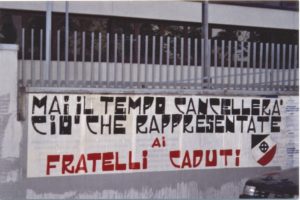 MAI IL TEMPO CANCELLERA'
CIO' CHE RAPPRESENTATE
AI
FRATELLI CADUTI